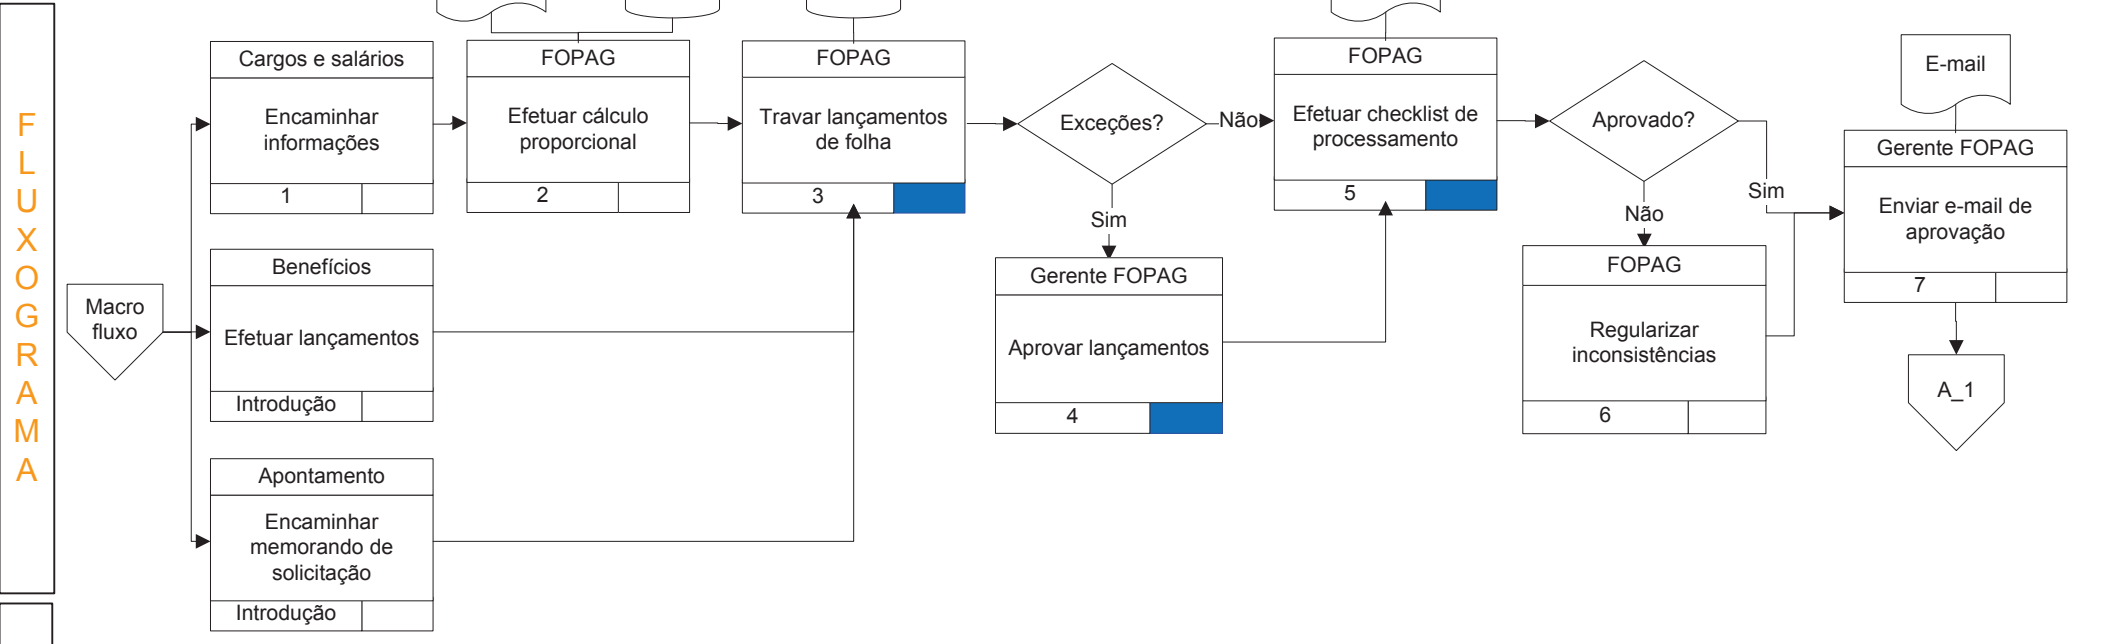 F
L
U
X
O
G
R
A
M
A
Macro
fluxo
Cargos e salários
Encaminhar
informações
1
Benefícios
Efetuar lançamentos
Introdução
Apontamento
Encaminhar
memorando de
solicitação
Introdução
FOPAG
Efetuar cálculo
proporcional
2
FOPAG
Travar lançamentos
de folha
3
Exceções?
Não
Sim
Gerente FOPAG
Aprovar lançamentos
4
FOPAG
Efetuar checklist de
processamento
5
Aprovado?
Sim
Não
FOPAG
Regularizar
inconsistências
6
E-mail
Gerente FOPAG
Enviar e-mail de
aprovação
7
A_1